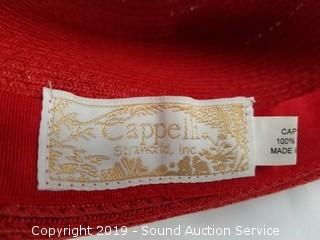 Cappelli
Straworld, Inc.
CAP
100%
MADE I
Copyright 2019 - Sound Auction Service